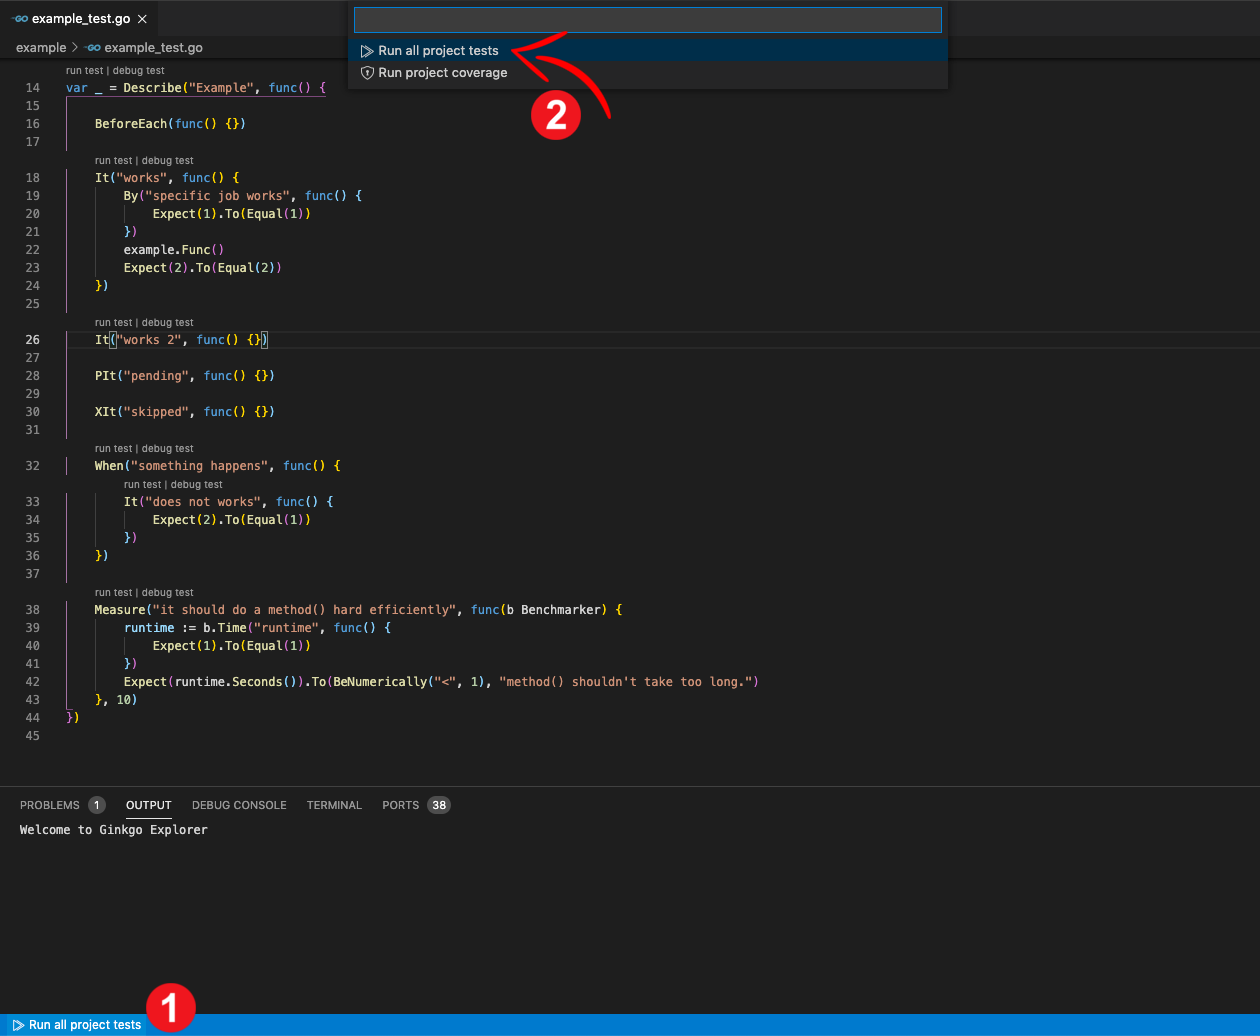 GO example_test.go ×
example > GO example_test.go
Run all project tests
Run project coverage
2
run test | debug test
14 var _ = Describe("Example", func() {
15
16 BeforeEach(func() {})
17
run test | debug test
18 It("works", func() {
19 By("specific job works", func() {
20 Expect(1).To(Equal(1))
21 })
22 example.Func()
23 Expect(2).To(Equal(2))
24 })
25
run test | debug test
26 It("works 2", func() {})
27
28 PIt("pending", func() {})
29
30 XIt("skipped", func() {})
31
run test | debug test
32 When("something happens", func() {
run test | debug test
33 It("does not works", func() {
34 Expect(2).To(Equal(1))
35 })
36 })
37
run test | debug test
38 Measure("it should do a method() hard efficiently", func(b Benchmarker) {
39 runtime := b.Time("runtime", func() {
40 Expect(1).To(Equal(1))
41 })
42 Expect(runtime.Seconds()).To(BeNumerically("<", 1), "method() shouldn't take too long.")
43 }, 10)
44 })
45
PROBLEMS 1 OUTPUT DEBUG CONSOLE TERMINAL PORTS 38
Welcome to Ginkgo Explorer
1
Run all project tests